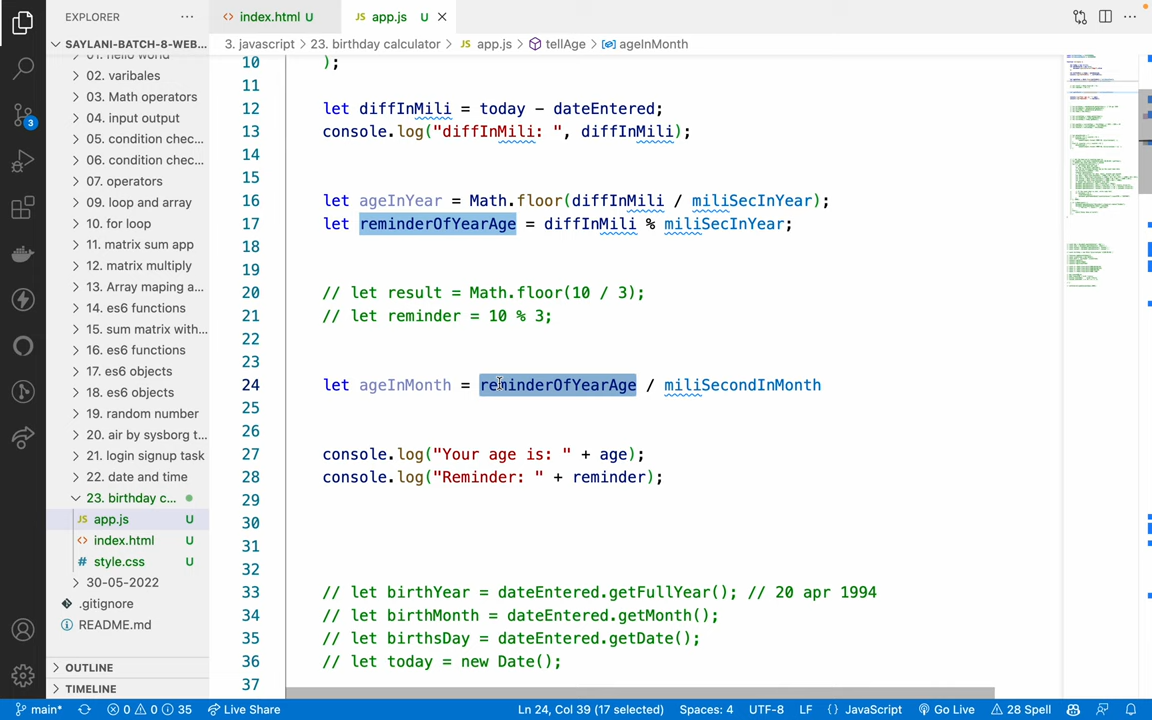 EXPLORER
index.html U
app.js U
SAYLANI-BATCH-8-WEB...
3. javascript > 23. birthday calculator > app.js > tellAge > ageInMonth
01. hello world
02. varibales
03. Math operators
04. input output
05. condition chec...
06. condition chec...
07. operators
09. loop and array
10. for loop
11. matrix sum app
12. matrix multiply
13. Array maping a...
14. es6 functions
15. sum matrix with...
16. es6 functions
17. es6 objects
18. es6 objects
19. random number
20. air by sysborg t...
21. login signup task
22. date and time
23. birthday c...
app.js U
index.html U
style.css U
30-05-2022
.gitignore
README.md
OUTLINE
TIMELINE
3
10 );
11
12 let diffInMili = today - dateEntered;
13 console.log("diffInMili: ", diffInMili);
14
15
16 let ageInYear = Math.floor(diffInMili / miliSecInYear);
17 let reminderOfYearAge = diffInMili % miliSecInYear;
18
19
20 // let result = Math.floor(10 / 3);
21 // let reminder = 10 % 3;
22
23
24 let ageInMonth = reminderOfYearAge / miliSecondInMonth
25
26
27 console.log("Your age is: " + age);
28 console.log("Reminder: " + reminder);
29
30
31
32
33 // let birthYear = dateEntered.getFullYear(); // 20 apr 1994
34 // let birthMonth = dateEntered.getMonth();
35 // let birthsDay = dateEntered.getDate();
36 // let today = new Date();
37
main* 0 0 35 Live Share Ln 24, Col 39 (17 selected) Spaces: 4 UTF-8 LF {} JavaScript Go Live 28 Spell